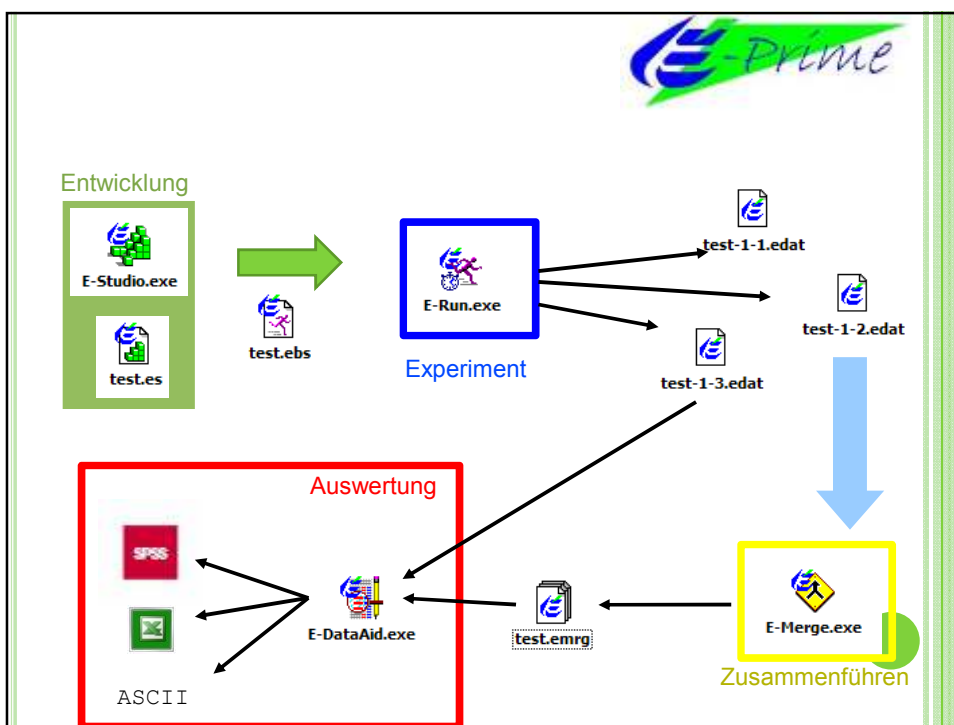 E-Prime
Entwicklung
E-Studio.exe
test.es
test.ebs
E-Run.exe
Experiment
test-1-1.edat
test-1-2.edat
test-1-3.edat
Auswertung
SPSS
E-DataAid.exe
test.emrg
E-Merge.exe
Zusammenführen
ASCII